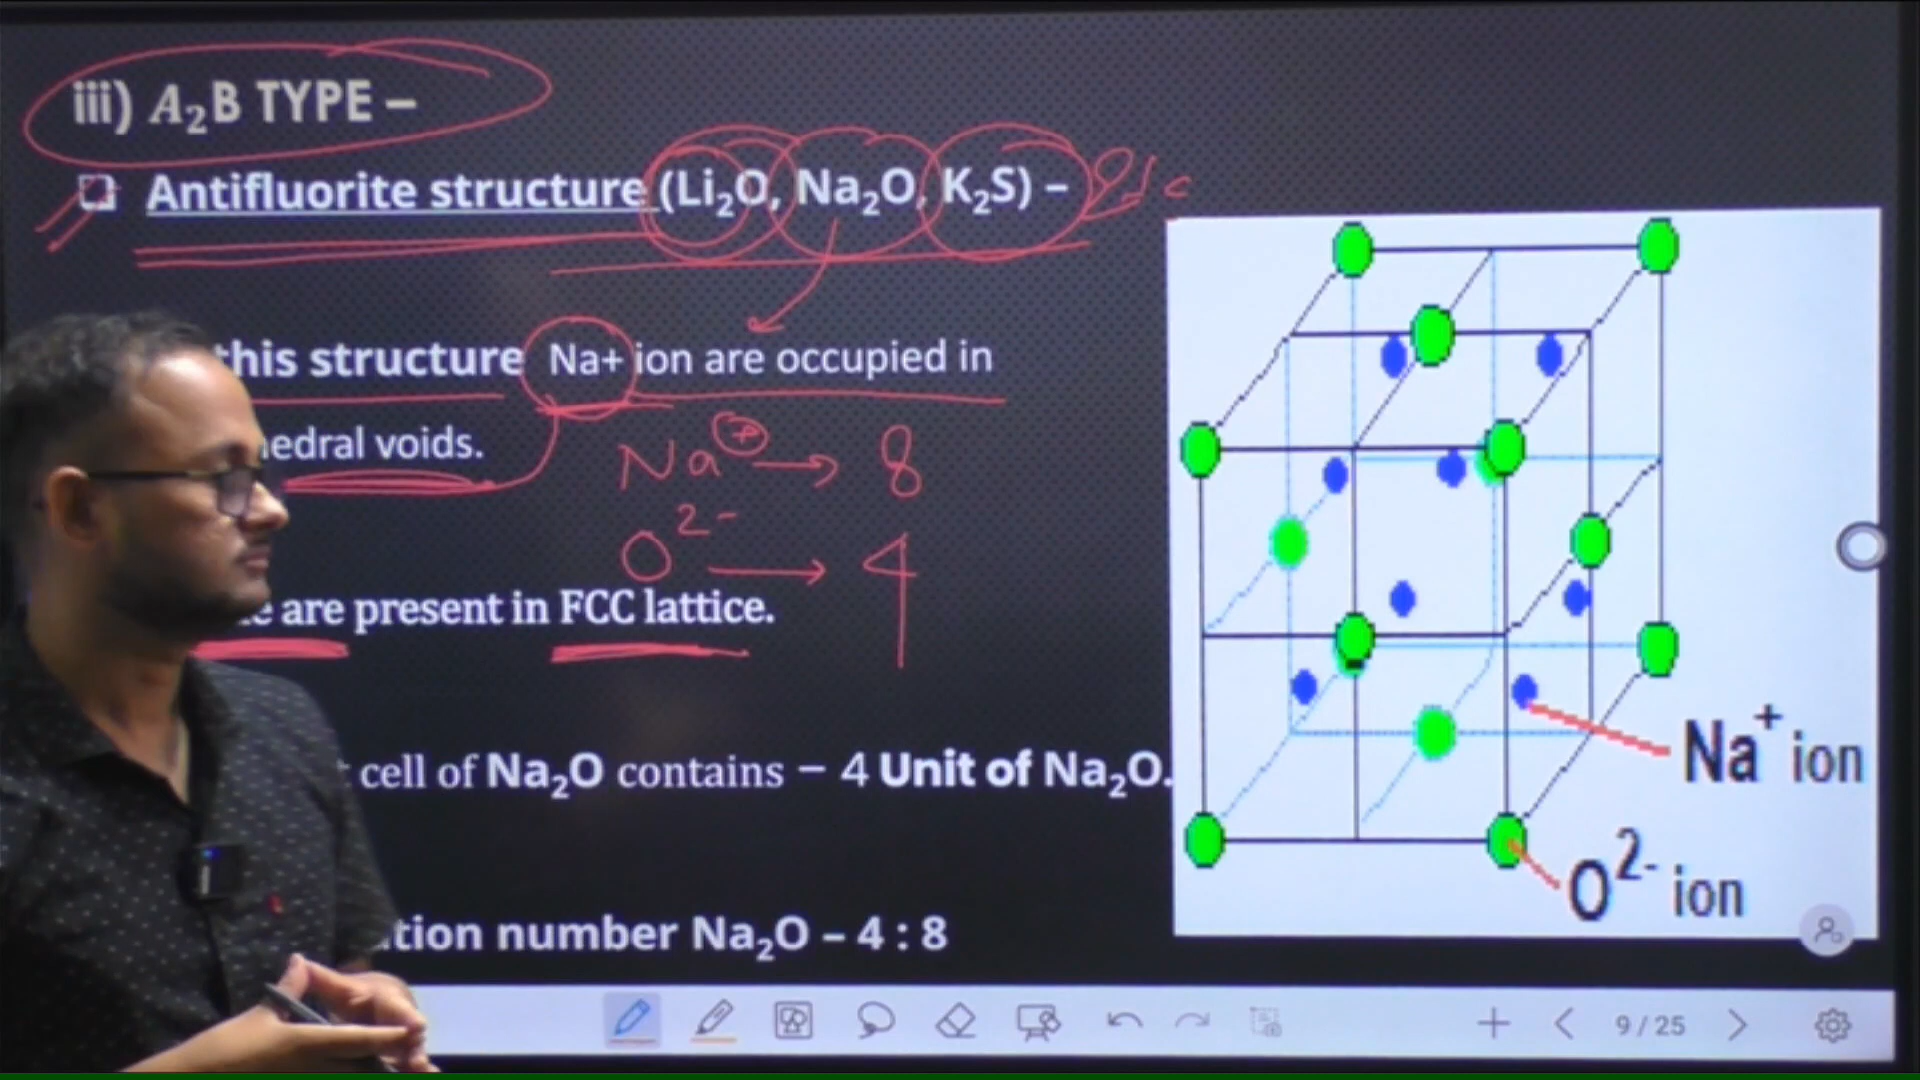 iii) A₂B TYPE –
Antifluorite structure (Li₂O, Na₂O, K₂S) –
this structure Na+ ion are occupied in
hedral voids.
Na⁺ → 8
O²⁻ → 4
e are present in FCC lattice.
cell of Na₂O contains – 4 Unit of Na₂O.
tion number Na₂O – 4 : 8
Na⁺ ion
O²⁻ ion
9 / 25